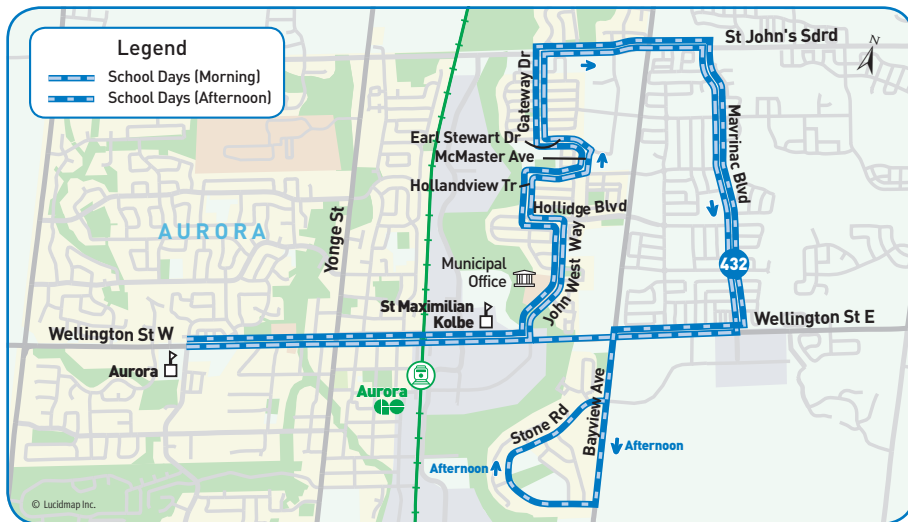 Legend
School Days (Morning)
School Days (Afternoon)
St John's Sdrd
N
Gateway Dr
Earl Stewart Dr
McMaster Ave
Hollandview Tr
Mavrinac Blvd
Hollidge Blvd
AURORA
Yonge St
John West Way
432
Municipal
Office
St Maximilian
Kolbe
Wellington St W
Wellington St E
Aurora
Aurora
GO
Stone Rd
Bayview Ave
Afternoon
Afternoon
© Lucidmap Inc.